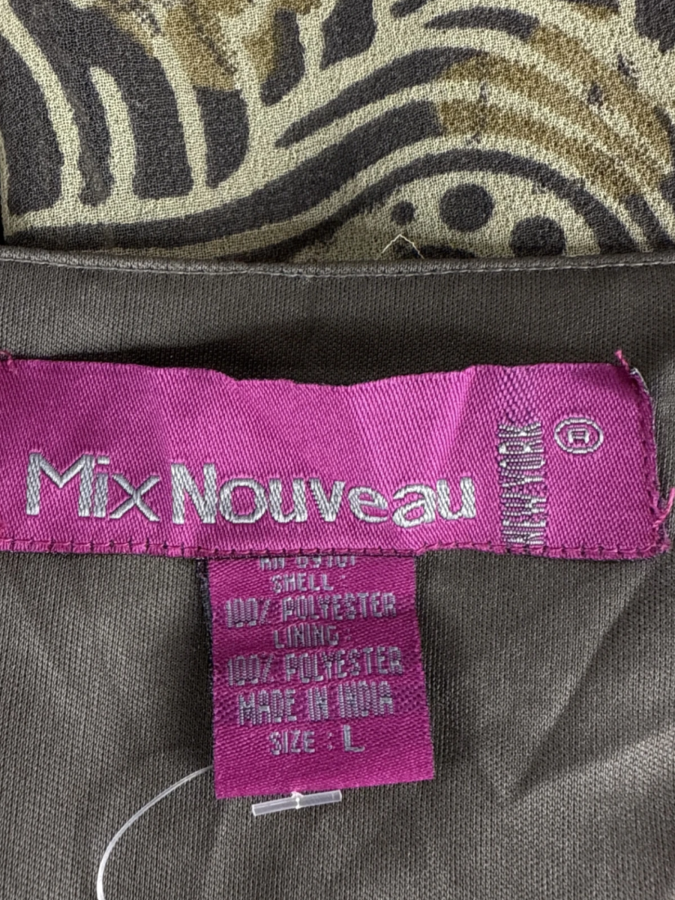 Mix Nouveau
NEW YORK
®
SHELL :
100% POLYESTER
LINING :
100% POLYESTER
MADE IN INDIA
SIZE : L